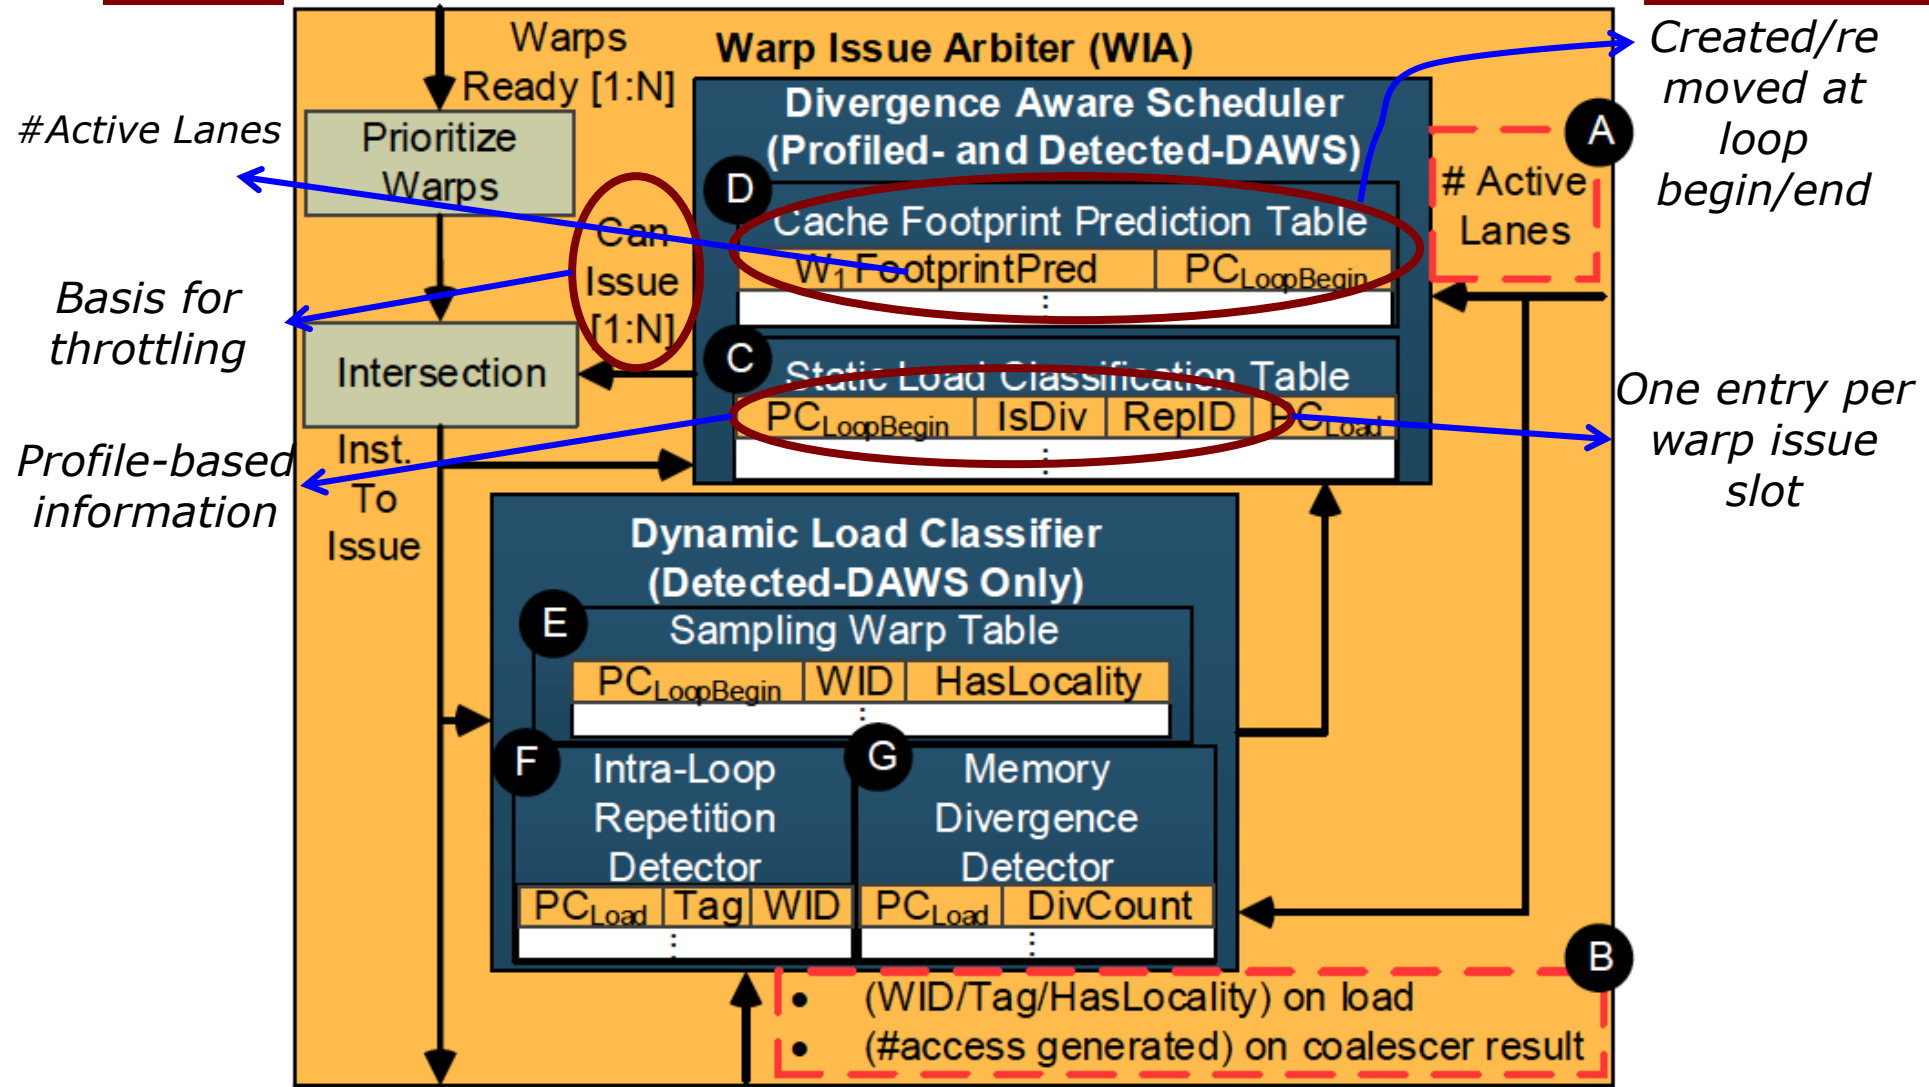 Warps
Ready [1:N]
Warp Issue Arbiter (WIA)
Created/re
moved at
loop
begin/end
#Active Lanes
Prioritize
Warps
Divergence Aware Scheduler
(Profiled- and Detected-DAWS)
A
# Active
Lanes
D
Cache Footprint Prediction Table
W1 FootprintPred
PCLoopBegin
⋮
Can
Issue
[1:N]
Basis for
throttling
Intersection
C
Static Load Classification Table
PCLoopBegin
IsDiv
RepID
PCLoad
⋮
One entry per
warp issue
slot
Profile-based
information
Inst.
To
Issue
Dynamic Load Classifier
(Detected-DAWS Only)
E
Sampling Warp Table
PCLoopBegin
WID
HasLocality
⋮
F
Intra-Loop
Repetition
Detector
PCLoad
Tag
WID
⋮
G
Memory
Divergence
Detector
PCLoad
DivCount
⋮
B
• (WID/Tag/HasLocality) on load
• (#access generated) on coalescer result